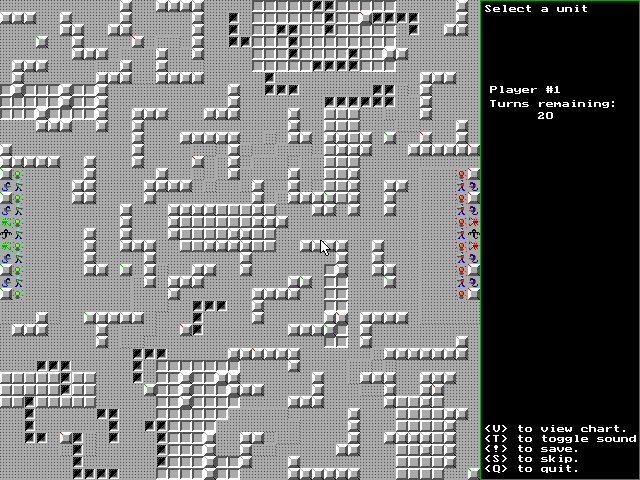 Select a unit
Player #1
Turns remaining:
20
<V> to view chart.
<T> to toggle sound
<!> to save.
<S> to skip.
<Q> to quit.